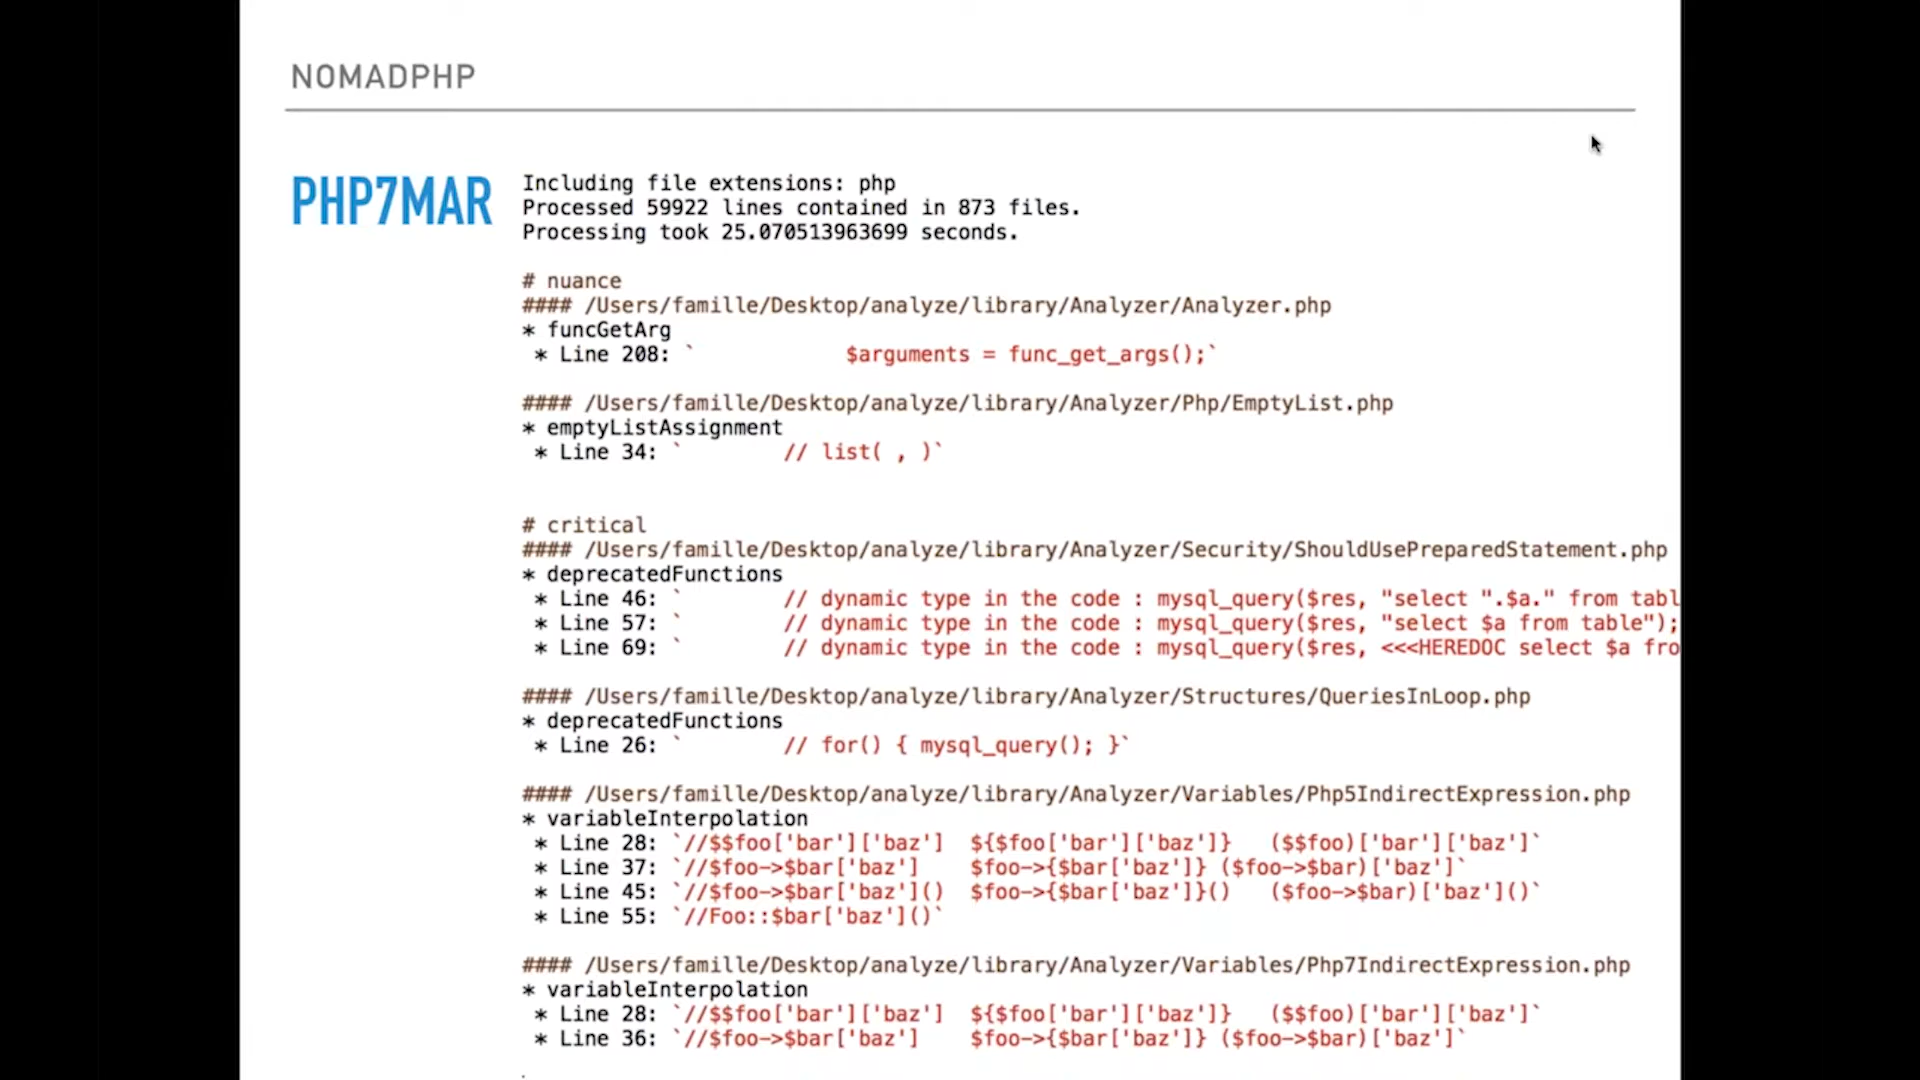 NOMADPHP
PHP7MAR
Including file extensions: php
Processed 59922 lines contained in 873 files.
Processing took 25.070513963699 seconds.
# nuance
#### /Users/famille/Desktop/analyze/library/Analyzer/Analyzer.php
* funcGetArg
* Line 208: `            $arguments = func_get_args();`
#### /Users/famille/Desktop/analyze/library/Analyzer/Php/EmptyList.php
* emptyListAssignment
* Line 34: `        // list( , )`
# critical
#### /Users/famille/Desktop/analyze/library/Analyzer/Security/ShouldUsePreparedStatement.php
* deprecatedFunctions
* Line 46: `        // dynamic type in the code : mysql_query($res, "select ".$a." from tabl
* Line 57: `        // dynamic type in the code : mysql_query($res, "select $a from table");
* Line 69: `        // dynamic type in the code : mysql_query($res, <<<HEREDOC select $a fro
#### /Users/famille/Desktop/analyze/library/Analyzer/Structures/QueriesInLoop.php
* deprecatedFunctions
* Line 26: `        // for() { mysql_query(); }`
#### /Users/famille/Desktop/analyze/library/Analyzer/Variables/Php5IndirectExpression.php
* variableInterpolation
* Line 28: `//$$foo['bar']['baz']  ${$foo['bar']['baz']}   ($$foo)['bar']['baz']`
* Line 37: `//$foo->$bar['baz']    $foo->{$bar['baz']} ($foo->$bar)['baz']`
* Line 45: `//$foo->$bar['baz']()  $foo->{$bar['baz']}()   ($foo->$bar)['baz']()`
* Line 55: `//Foo::$bar['baz']()`
#### /Users/famille/Desktop/analyze/library/Analyzer/Variables/Php7IndirectExpression.php
* variableInterpolation
* Line 28: `//$$foo['bar']['baz']  ${$foo['bar']['baz']}   ($$foo)['bar']['baz']`
* Line 36: `//$foo->$bar['baz']    $foo->{$bar['baz']} ($foo->$bar)['baz']`